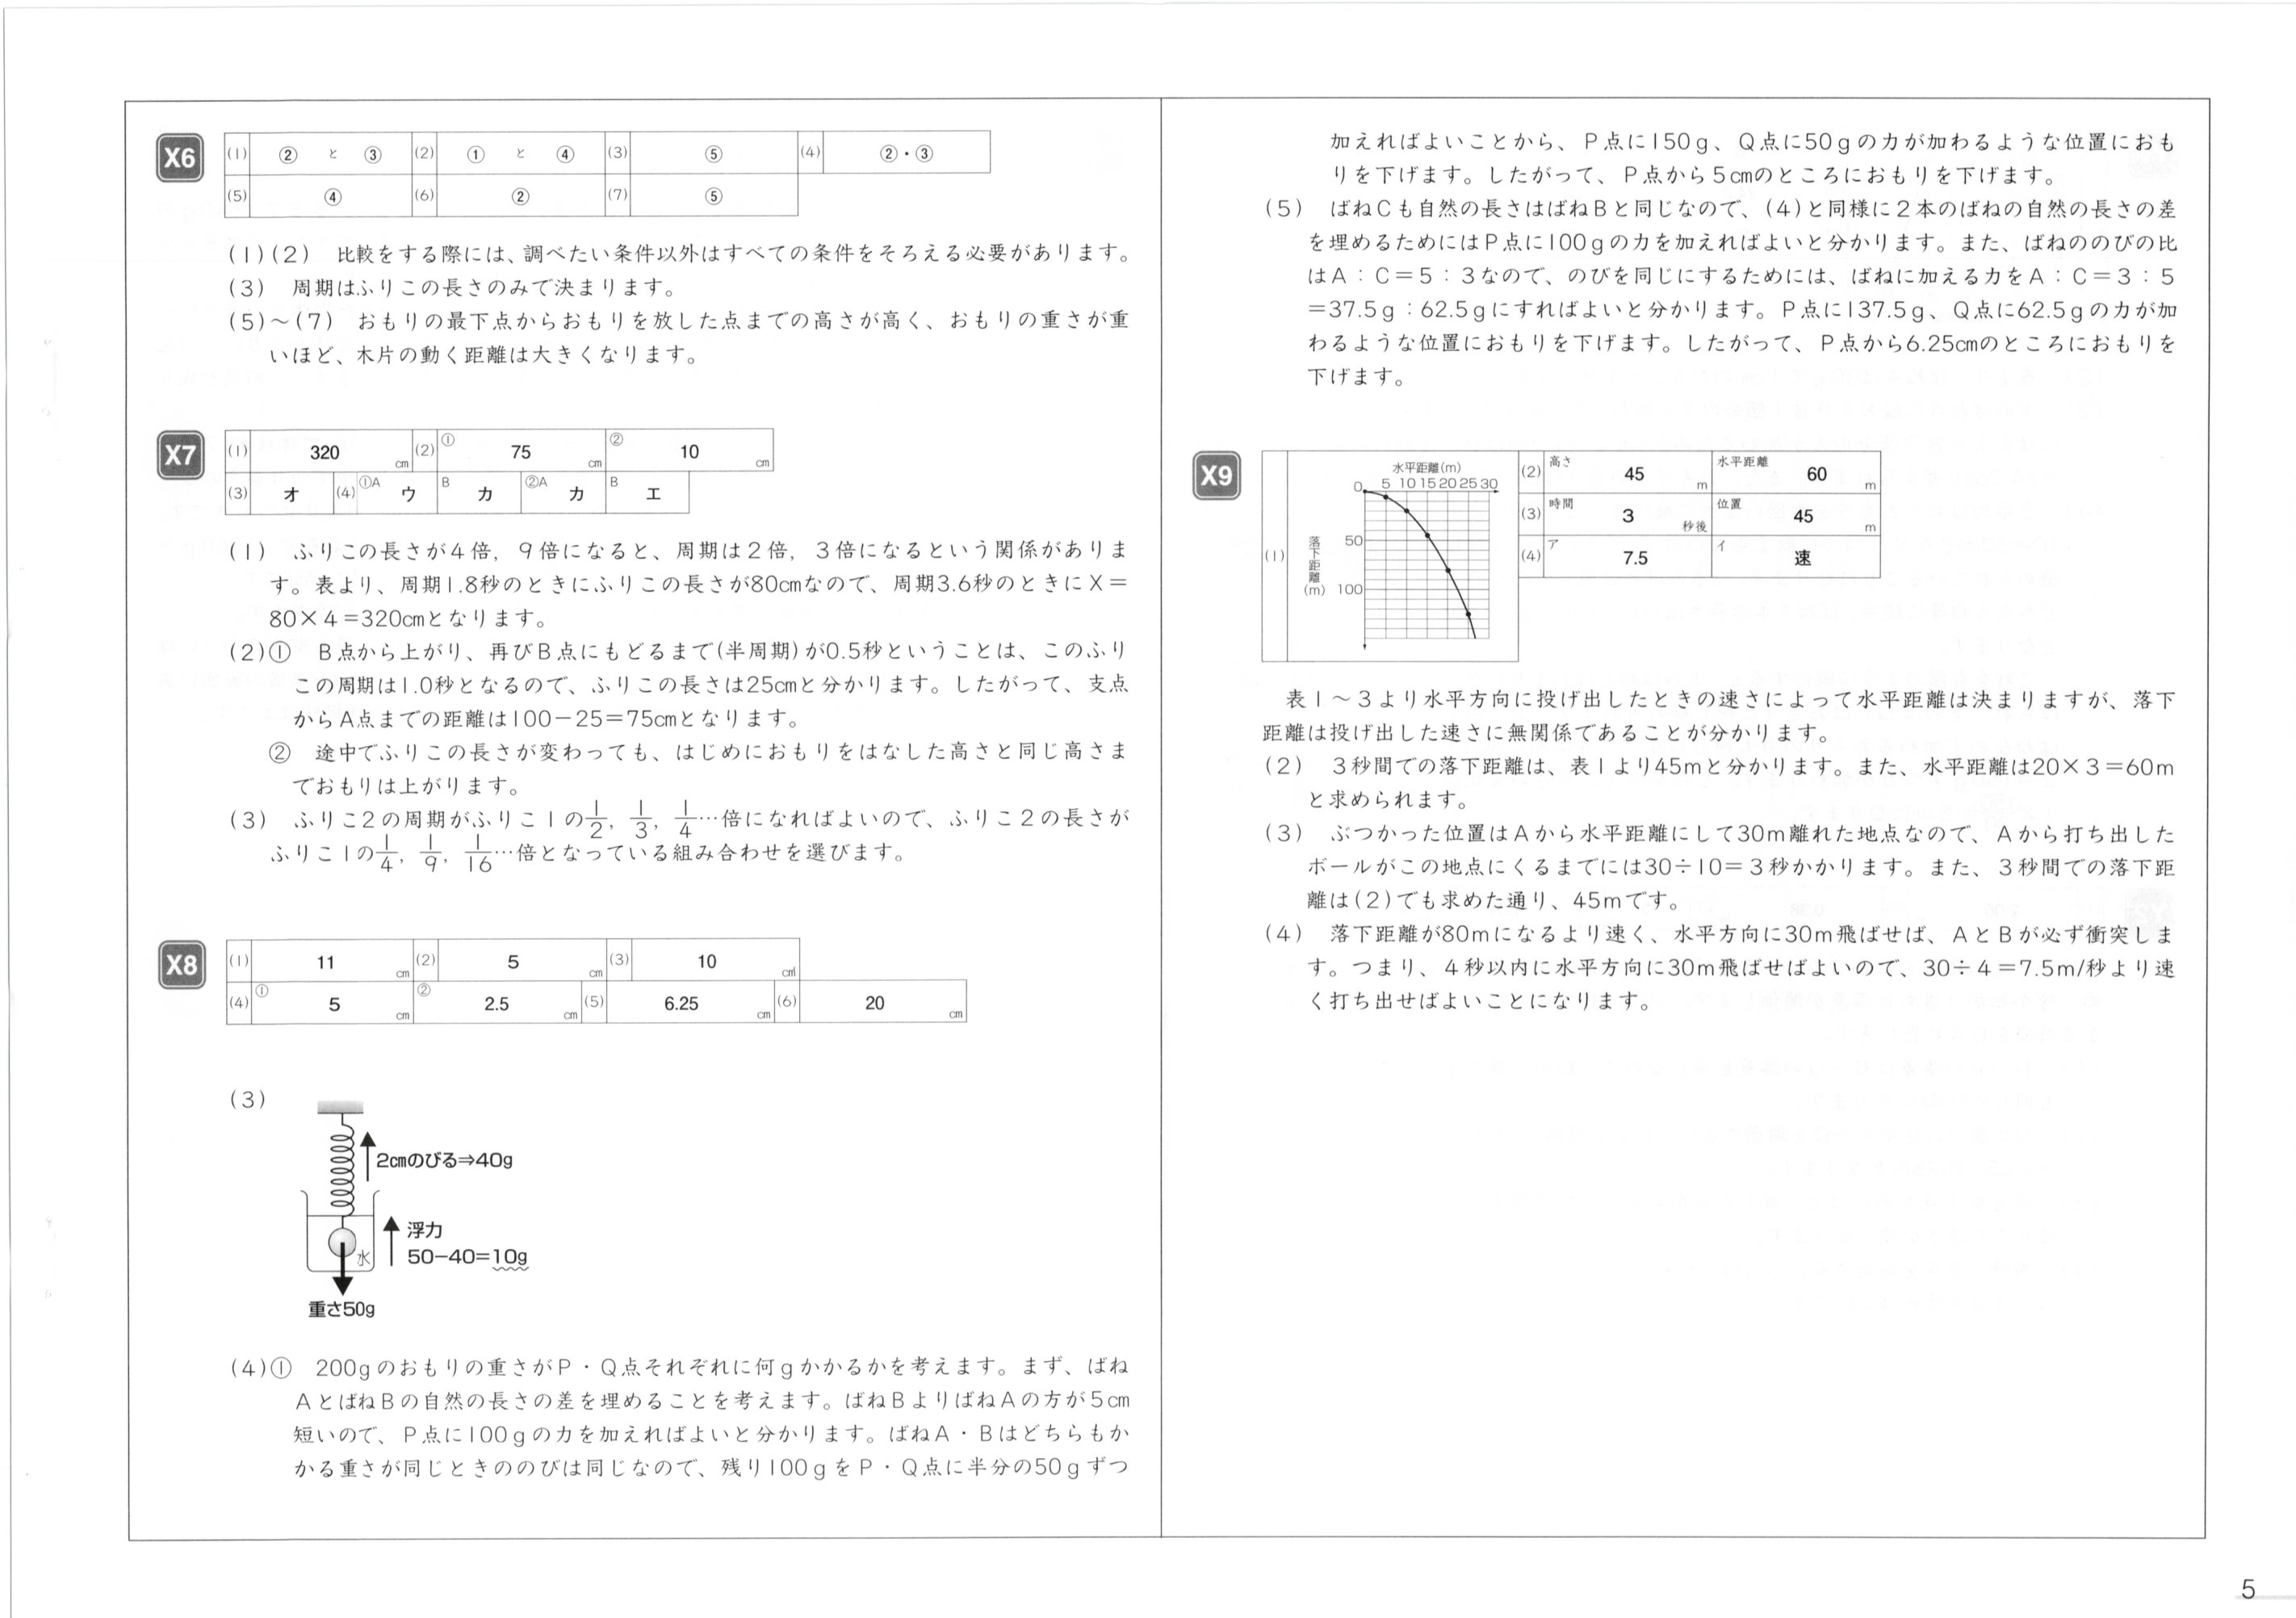 X6
(1) ② と ③ (2) ① と ④ (3) ⑤ (4) ②・③
(5) ④ (6) ② (7) ⑤
(1)(2) 比較をする際には、調べたい条件以外はすべての条件をそろえる必要があります。
(3) 周期はふりこの長さのみで決まります。
(5)～(7) おもりの最下点からおもりを放した点までの高さが高く、おもりの重さが重
いほど、木片の動く距離は大きくなります。
X7
(1) 320 cm (2) ① 75 cm ② 10 cm
(3) オ (4) ①A ウ B カ ②A カ B エ
(1) ふりこの長さが4倍，9倍になると、周期は2倍，3倍になるという関係がありま
す。表より、周期1.8秒のときにふりこの長さが80cmなので、周期3.6秒のときにX＝
80×4＝320cmとなります。
(2)① B点から上がり、再びB点にもどるまで(半周期)が0.5秒ということは、このふり
この周期は1.0秒となるので、ふりこの長さは25cmと分かります。したがって、支点
からA点までの距離は100－25＝75cmとなります。
② 途中でふりこの長さが変わっても、はじめにおもりをはなした高さと同じ高さま
でおもりは上がります。
(3) ふりこ2の周期がふりこ1の1/2，1/3，1/4…倍になればよいので、ふりこ2の長さが
ふりこ1の1/4，1/9，1/16…倍となっている組み合わせを選びます。
X8
(1) 11 cm (2) 5 cm (3) 10 cm³
(4) ① 5 cm ② 2.5 cm (5) 6.25 cm (6) 20 cm
(3)
2cmのびる⇒40g
浮力
50−40=10g
水
重さ50g
(4)① 200gのおもりの重さがP・Q点それぞれに何gかかるかを考えます。まず、ばね
AとばねBの自然の長さの差を埋めることを考えます。ばねBよりばねAの方が5cm
短いので、P点に100gの力を加えればよいと分かります。ばねA・Bはどちらもか
かる重さが同じときののびは同じなので、残り100gをP・Q点に半分の50gずつ
加えればよいことから、P点に150g、Q点に50gの力が加わるような位置におも
りを下げます。したがって、P点から5cmのところにおもりを下げます。
(5) ばねCも自然の長さはばねBと同じなので、(4)と同様に2本のばねの自然の長さの差
を埋めるためにはP点に100gの力を加えればよいと分かります。また、ばねののびの比
はA：C＝5：3なので、のびを同じにするためには、ばねに加える力をA：C＝3：5
＝37.5g：62.5gにすればよいと分かります。P点に137.5g、Q点に62.5gの力が加
わるような位置におもりを下げます。したがって、P点から6.25cmのところにおもりを
下げます。
X9
(1)
水平距離(m)
0 5 10 15 20 25 30
落下距離(m)
50
100
(2) 高さ 45 m 水平距離 60 m
(3) 時間 3 秒後 位置 45 m
(4) ア 7.5 イ 速
表1～3より水平方向に投げ出したときの速さによって水平距離は決まりますが、落下
距離は投げ出した速さに無関係であることが分かります。
(2) 3秒間での落下距離は、表1より45mと分かります。また、水平距離は20×3＝60m
と求められます。
(3) ぶつかった位置はAから水平距離にして30m離れた地点なので、Aから打ち出した
ボールがこの地点にくるまでには30÷10＝3秒かかります。また、3秒間での落下距
離は(2)でも求めた通り、45mです。
(4) 落下距離が80mになるより速く、水平方向に30m飛ばせば、AとBが必ず衝突しま
す。つまり、4秒以内に水平方向に30m飛ばせばよいので、30÷4＝7.5m/秒より速
く打ち出せばよいことになります。
5